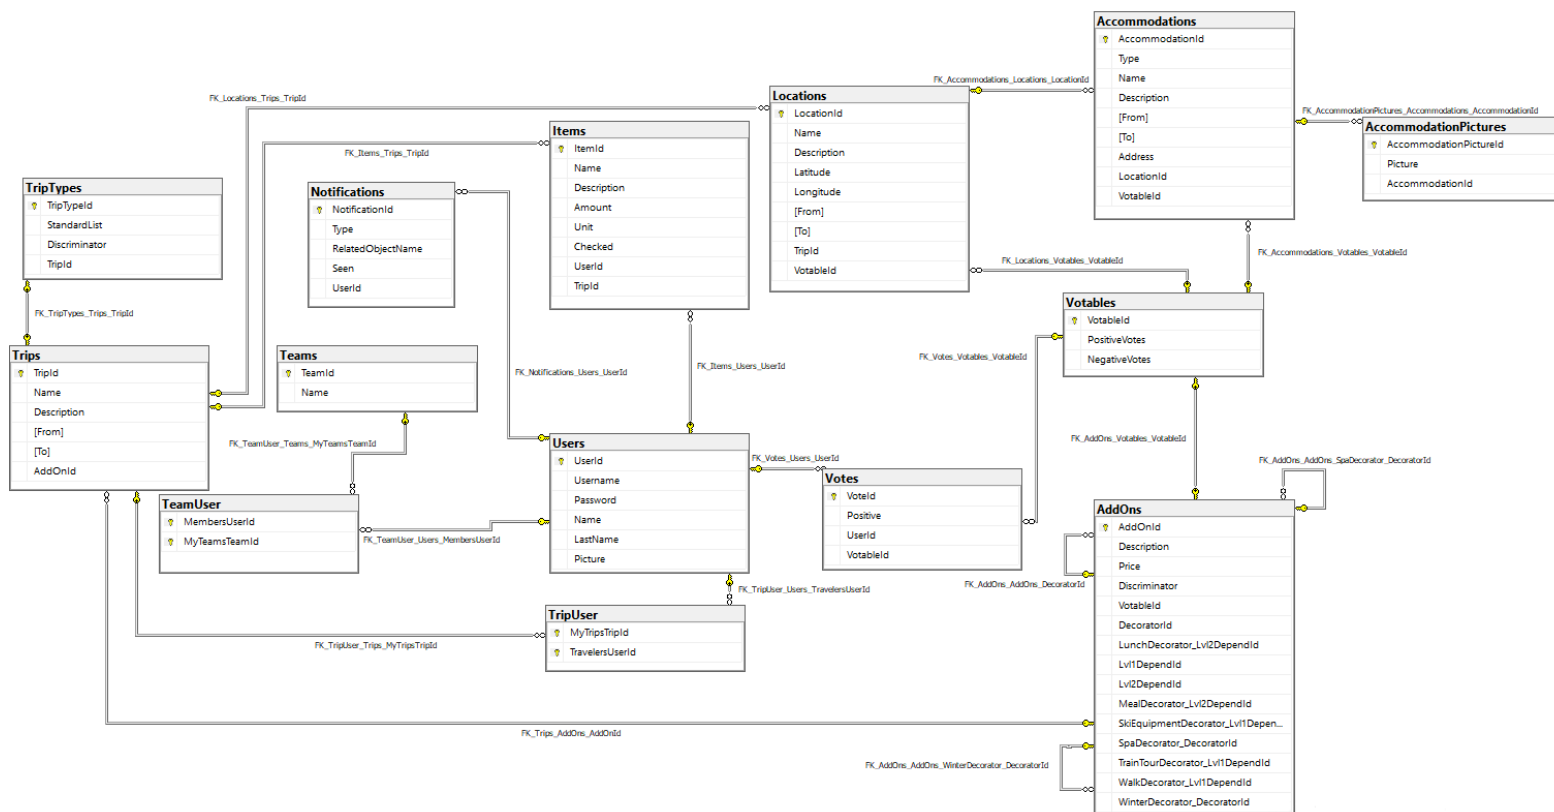 Accommodations
AccommodationId
Type
Name
Description
[From]
[To]
Address
LocationId
VotableId
FK_Accommodations_Locations_LocationId
FK_Locations_Trips_TripId
Locations
LocationId
Name
Description
Latitude
Longitude
[From]
[To]
TripId
VotableId
FK_AccommodationPictures_Accommodations_AccommodationId
AccommodationPictures
AccommodationPictureId
Picture
AccommodationId
Items
ItemId
Name
Description
Amount
Unit
Checked
UserId
TripId
FK_Items_Trips_TripId
TripTypes
TripTypeId
StandardList
Discriminator
TripId
Notifications
NotificationId
Type
RelatedObjectName
Seen
UserId
FK_Locations_Votables_VotableId
FK_Accommodations_Votables_VotableId
Votables
VotableId
PositiveVotes
NegativeVotes
FK_TripTypes_Trips_TripId
Trips
TripId
Name
Description
[From]
[To]
AddOnId
Teams
TeamId
Name
FK_Notifications_Users_UserId
FK_Items_Users_UserId
FK_Votes_Votables_VotableId
FK_TeamUser_Teams_MyTeamsTeamId
Users
UserId
Username
Password
Name
LastName
Picture
FK_Votes_Users_UserId
FK_AddOns_Votables_VotableId
FK_AddOns_AddOns_SpaDecorator_DecoratorId
Votes
VoteId
Positive
UserId
VotableId
TeamUser
MembersUserId
MyTeamsTeamId
FK_TeamUser_Users_MembersUserId
AddOns
AddOnId
Description
Price
Discriminator
VotableId
DecoratorId
LunchDecorator_Lvl2DependId
Lvl1DependId
Lvl2DependId
MealDecorator_Lvl2DependId
SkiEquipmentDecorator_Lvl1Depen...
SpaDecorator_DecoratorId
TrainTourDecorator_Lvl1DependId
WalkDecorator_Lvl1DependId
WinterDecorator_DecoratorId
FK_AddOns_AddOns_DecoratorId
FK_TripUser_Users_TravelersUserId
TripUser
MyTripsTripId
TravelersUserId
FK_TripUser_Trips_MyTripsTripId
FK_Trips_AddOns_AddOnId
FK_AddOns_AddOns_WinterDecorator_DecoratorId